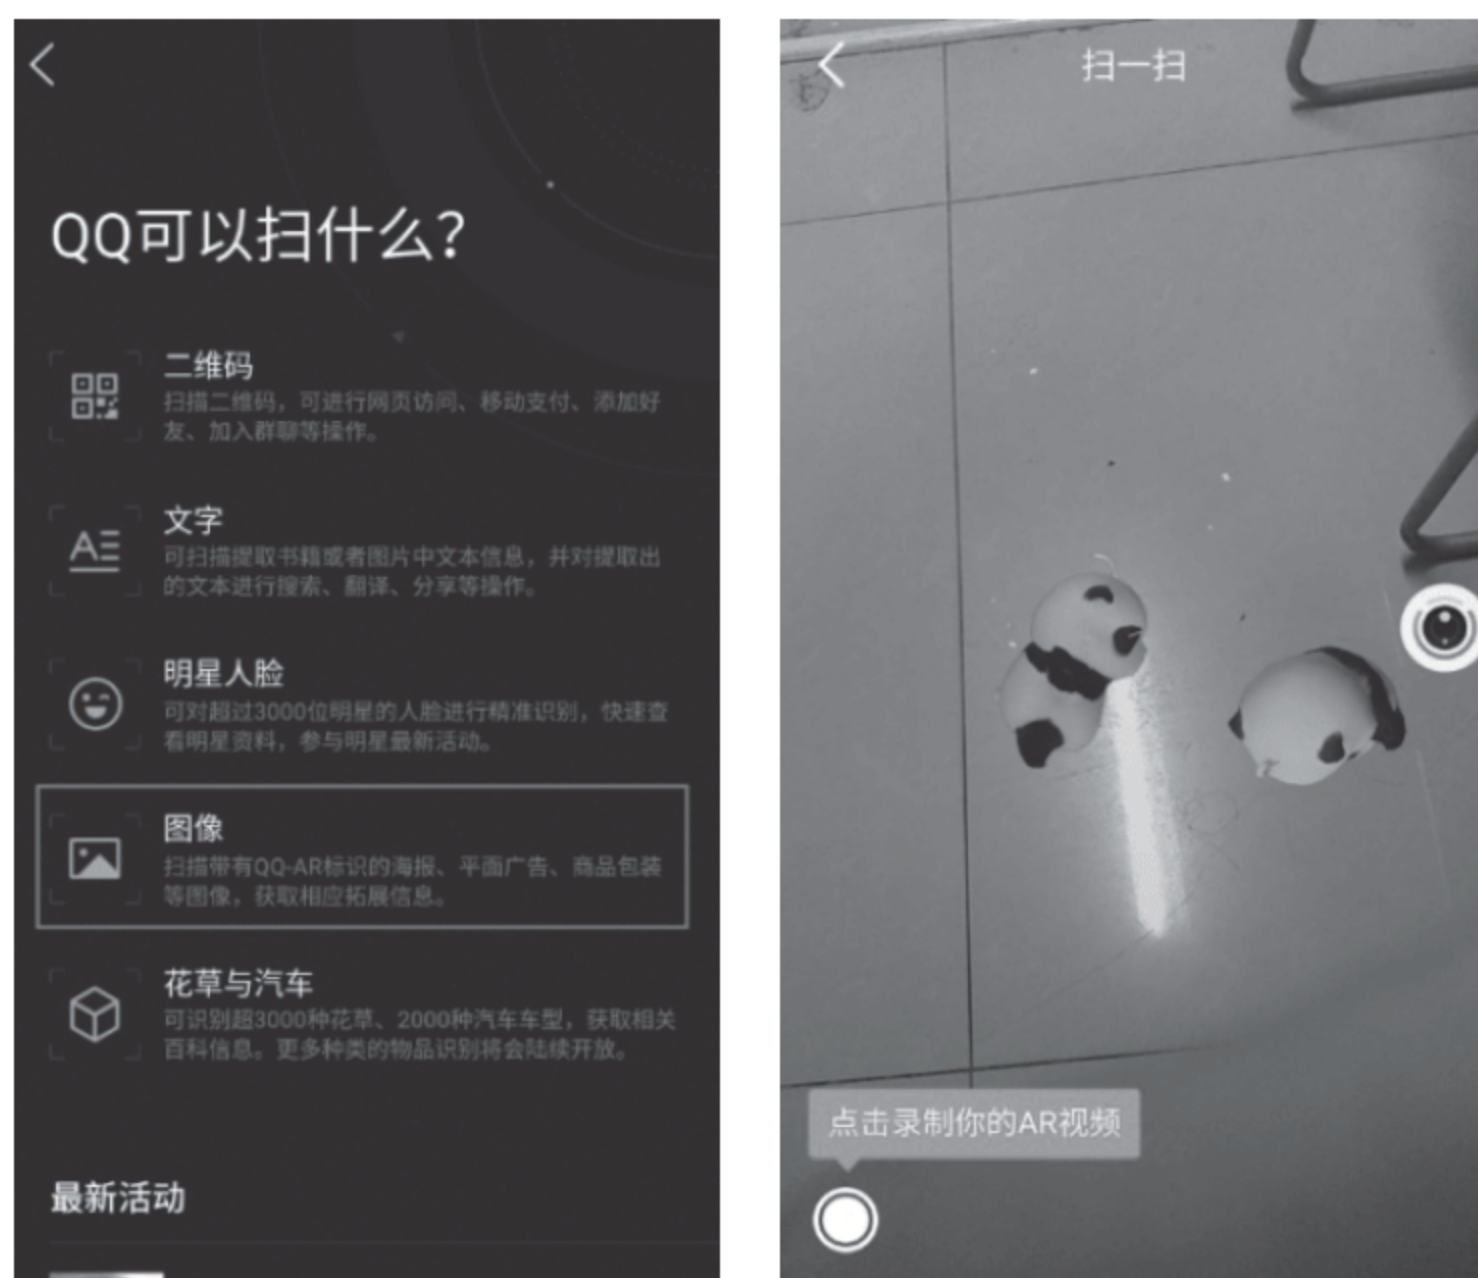 QQ可以扫什么？
二维码
扫描二维码，可进行网页访问、移动支付、添加好
友、加入群聊等操作。
文字
可扫描提取书籍或者图片中文本信息，并对提取出
的文本进行搜索、翻译、分享等操作。
明星人脸
可对超过3000位明星的人脸进行精准识别，快速查
看明星资料，参与明星最新活动。
图像
扫描带有QQ-AR标识的海报、平面广告、商品包装
等图像，获取相应拓展信息。
花草与汽车
可识别超3000种花草、2000种汽车车型，获取相关
百科信息。更多种类的物品识别将会陆续开放。
最新活动
扫一扫
点击录制你的AR视频